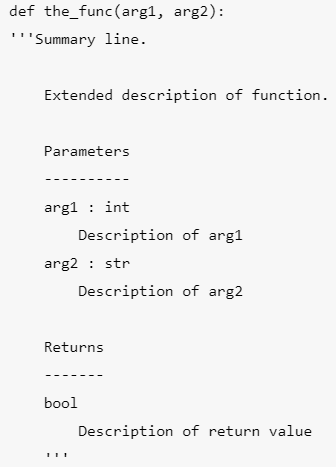 def the_func(arg1, arg2):
'''Summary line.
Extended description of function.
Parameters
----------
arg1 : int
Description of arg1
arg2 : str
Description of arg2
Returns
-------
bool
Description of return value
'''